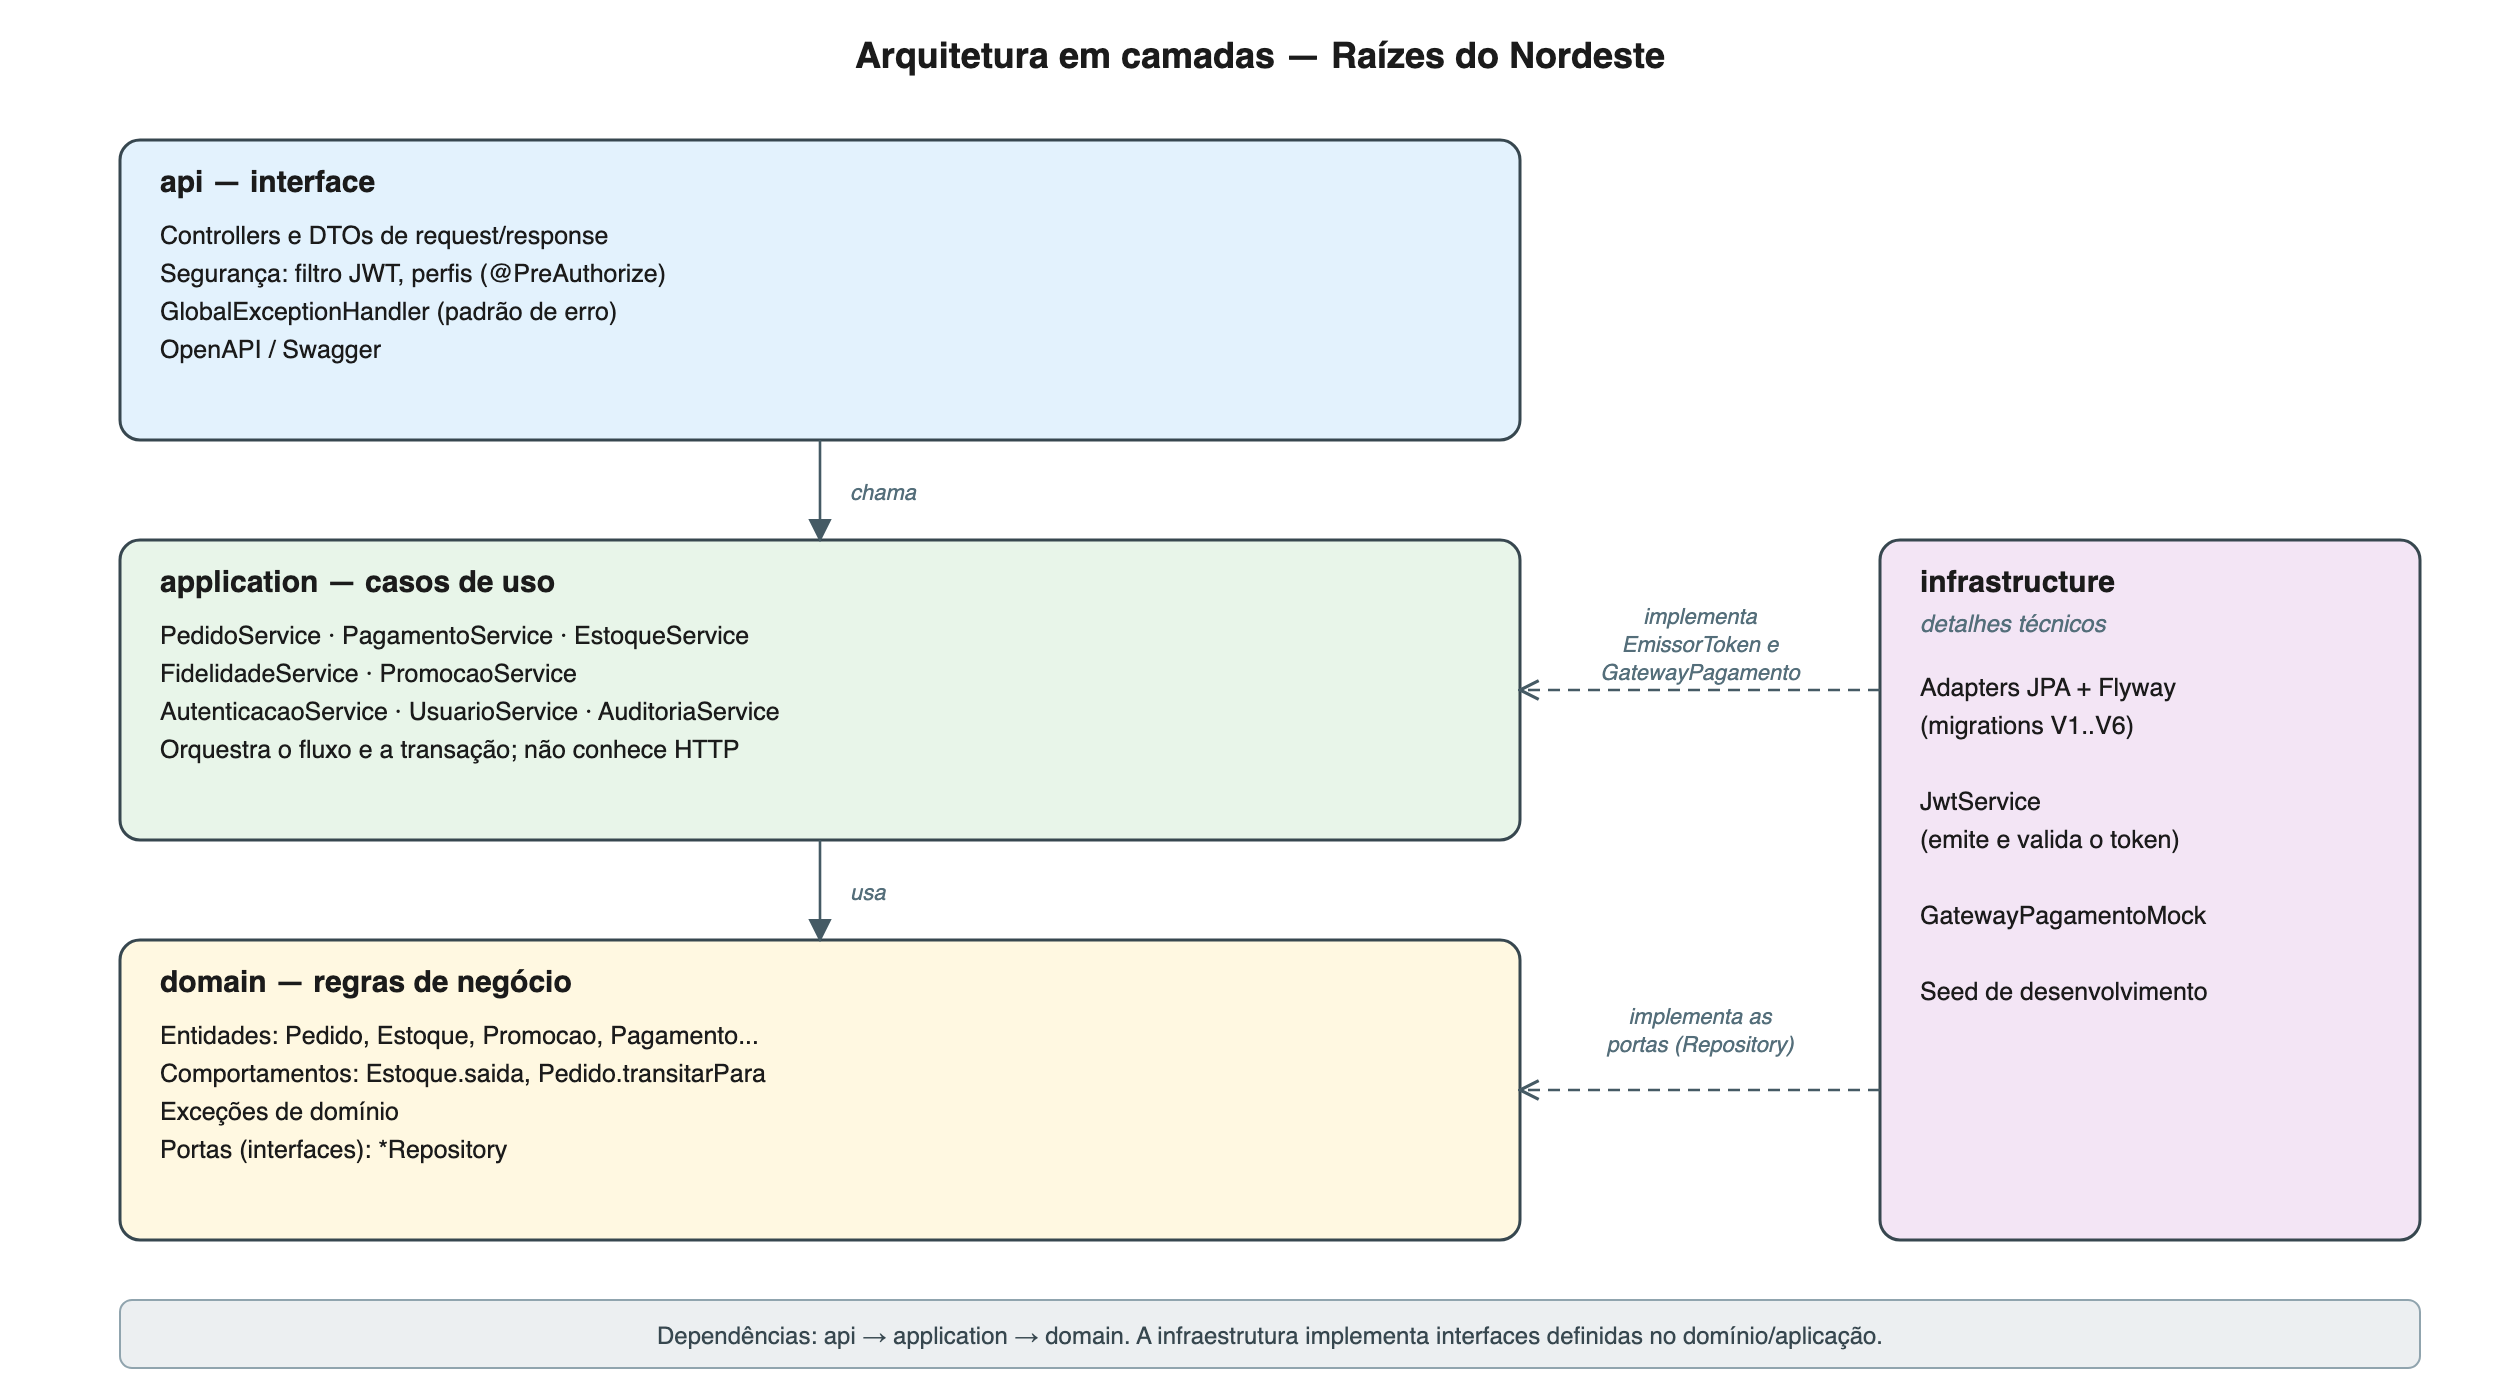 Arquitetura em camadas — Raízes do Nordeste
api — interface
Controllers e DTOs de request/response
Segurança: filtro JWT, perfis (@PreAuthorize)
GlobalExceptionHandler (padrão de erro)
OpenAPI / Swagger
chama
application — casos de uso
PedidoService · PagamentoService · EstoqueService
FidelidadeService · PromocaoService
AutenticacaoService · UsuarioService · AuditoriaService
Orquestra o fluxo e a transação; não conhece HTTP
implementa
EmissorToken e
GatewayPagamento
infrastructure
detalhes técnicos
Adapters JPA + Flyway
(migrations V1..V6)
JwtService
(emite e valida o token)
GatewayPagamentoMock
Seed de desenvolvimento
usa
domain — regras de negócio
Entidades: Pedido, Estoque, Promocao, Pagamento...
Comportamentos: Estoque.saida, Pedido.transitarPara
Exceções de domínio
Portas (interfaces): *Repository
implementa as
portas (Repository)
Dependências: api → application → domain. A infraestrutura implementa interfaces definidas no domínio/aplicação.